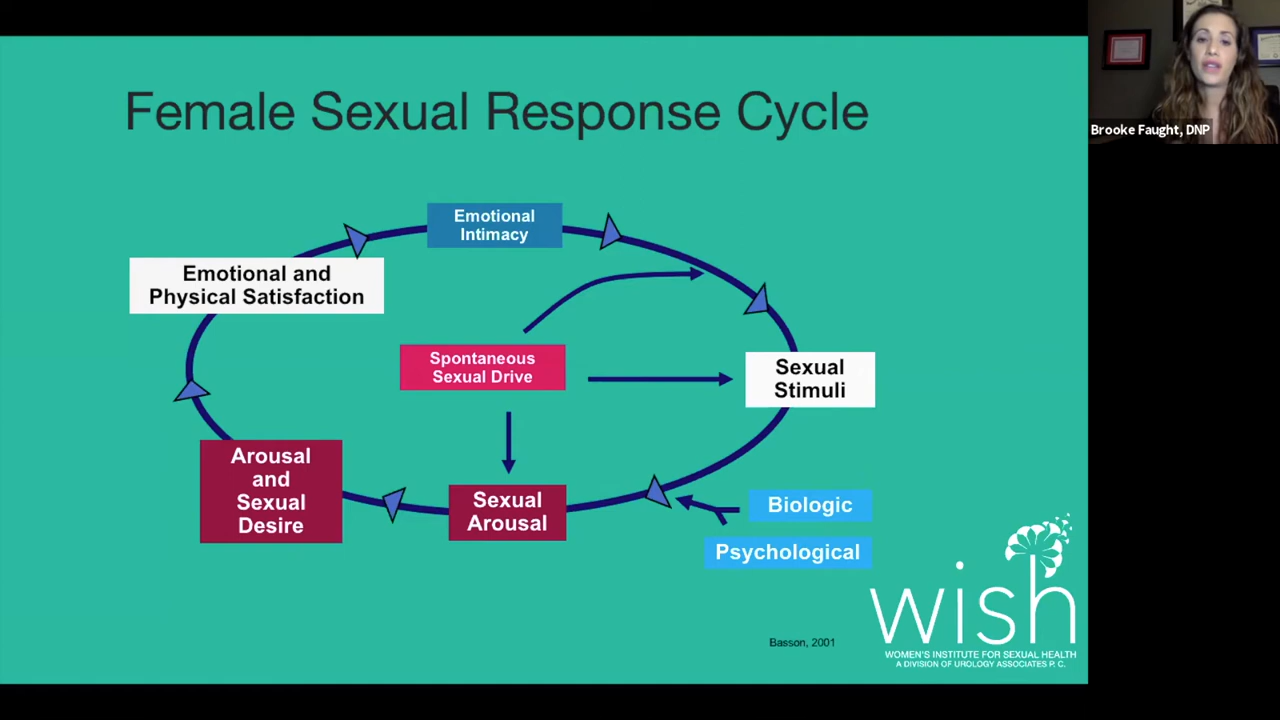 Female Sexual Response Cycle
Brooke Faught, DNP
Emotional
Intimacy
Emotional and
Physical Satisfaction
Spontaneous
Sexual Drive
Sexual
Stimuli
Arousal
and
Sexual
Desire
Sexual
Arousal
Biologic
Psychological
Basson, 2001
wish
WOMEN'S INSTITUTE FOR SEXUAL HEALTH
A DIVISION OF UROLOGY ASSOCIATES P. C.